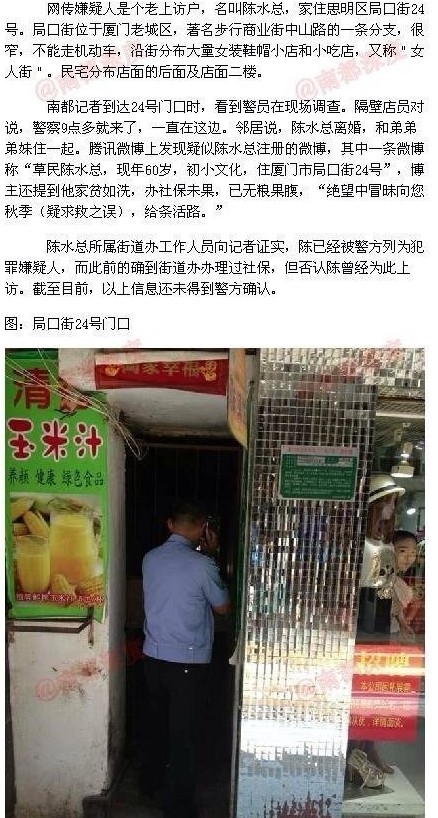 网传嫌疑人是个老上访户，名叫陈水总，家住思明区局口街24
号。局口街位于厦门老城区，著名步行商业街中山路的一条分支，很
窄，不能走机动车，沿街分布大量女装鞋帽小店和小吃店，又称"女
人街"。民宅分布店面的后面及店面二楼。
南都记者到达24号门口时，看到警员在现场调查。隔壁店员对
说，警察9点多就来了，一直在这边。邻居说，陈水总离婚，和弟弟
弟妹住一起。腾讯微博上发现疑似陈水总注册的微博，其中一条微博
称“草民陈水总，现年60岁，初小文化，住厦门市局口街24号”，博
主还提到他家贫如洗，办社保未果，已无粮果腹，“绝望中冒昧向您
秋季（疑求救之误），给条活路。”
陈水总所属街道办工作人员向记者证实，陈已经被警方列为犯
罪嫌疑人，而此前的确到街道办办理过社保，但否认陈曾经为此上
访。截至目前，以上信息还未得到警方确认。
图：局口街24号门口
清
玉米汁
养颜 健康 绿色食品
家幸福
招聘